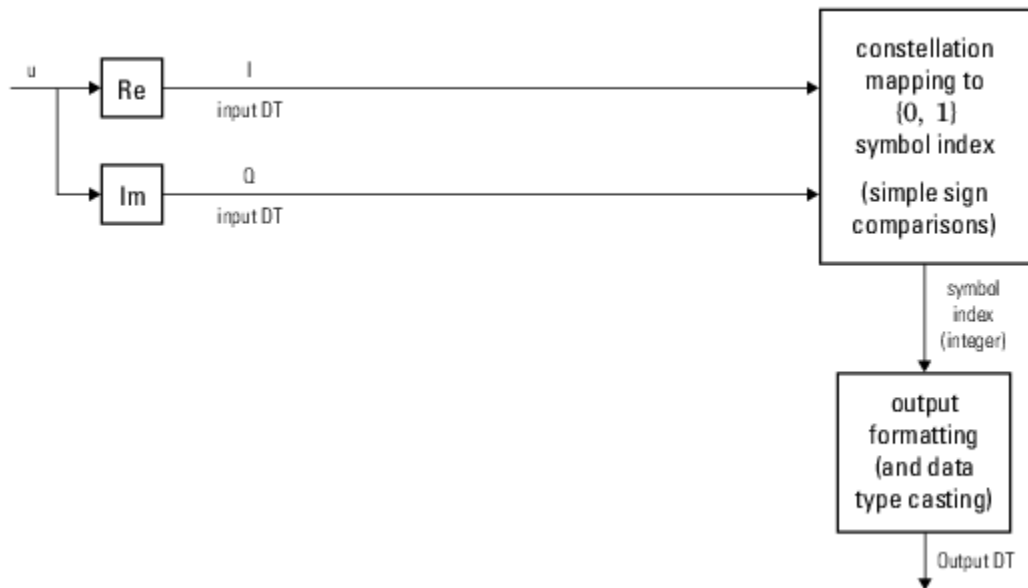 u
Re
I
input DT
Im
Q
input DT
constellation
mapping to
{0, 1}
symbol index
(simple sign
comparisons)
symbol
index
(integer)
output
formatting
(and data
type casting)
Output DT